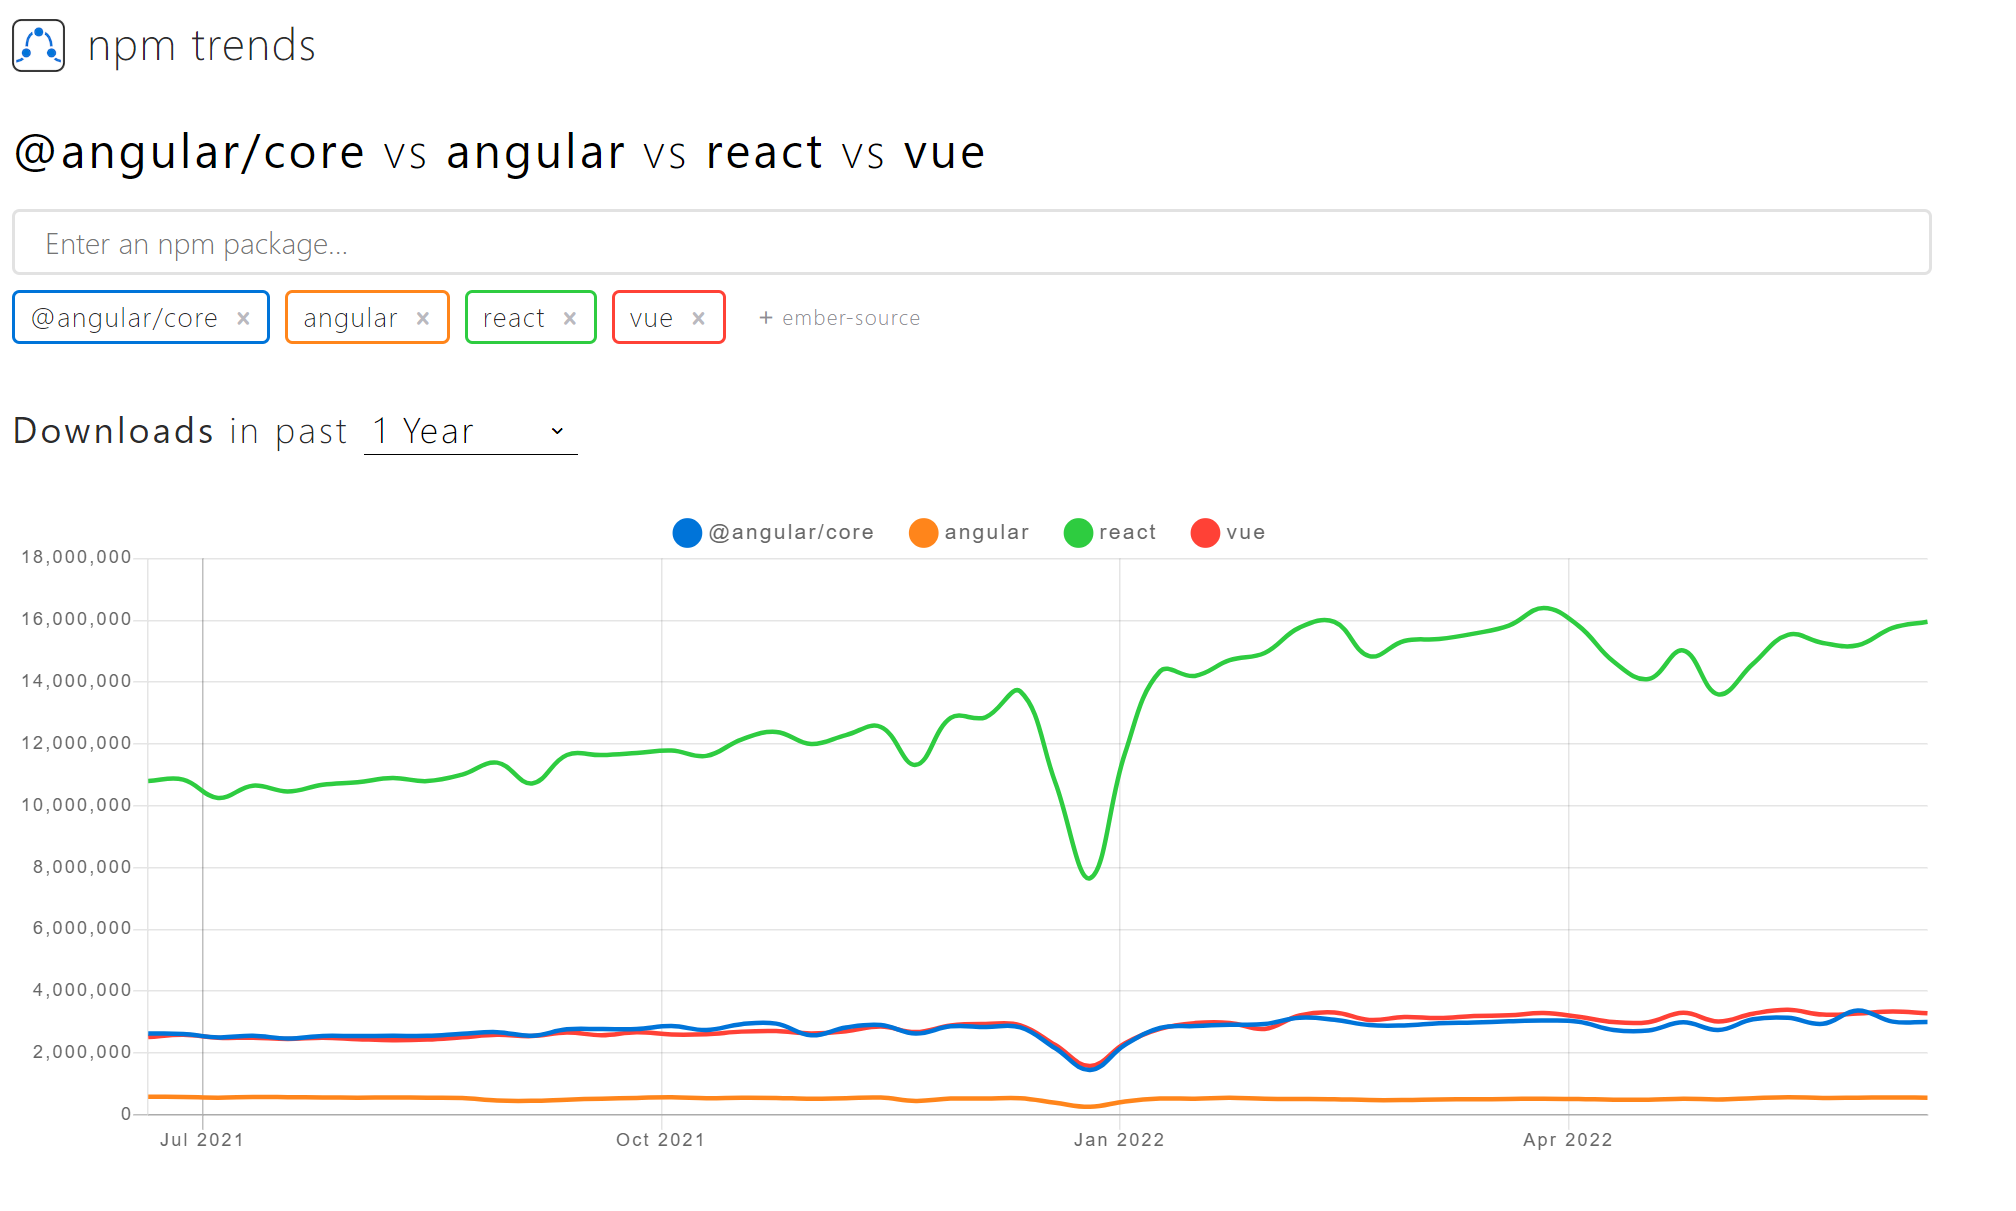 npm trends
@angular/core vs angular vs react vs vue
Enter an npm package...
@angular/core × angular × react × vue × + ember-source
Downloads in past 1 Year
@angular/core angular react vue
18,000,000
16,000,000
14,000,000
12,000,000
10,000,000
8,000,000
6,000,000
4,000,000
2,000,000
0
Jul 2021 Oct 2021 Jan 2022 Apr 2022